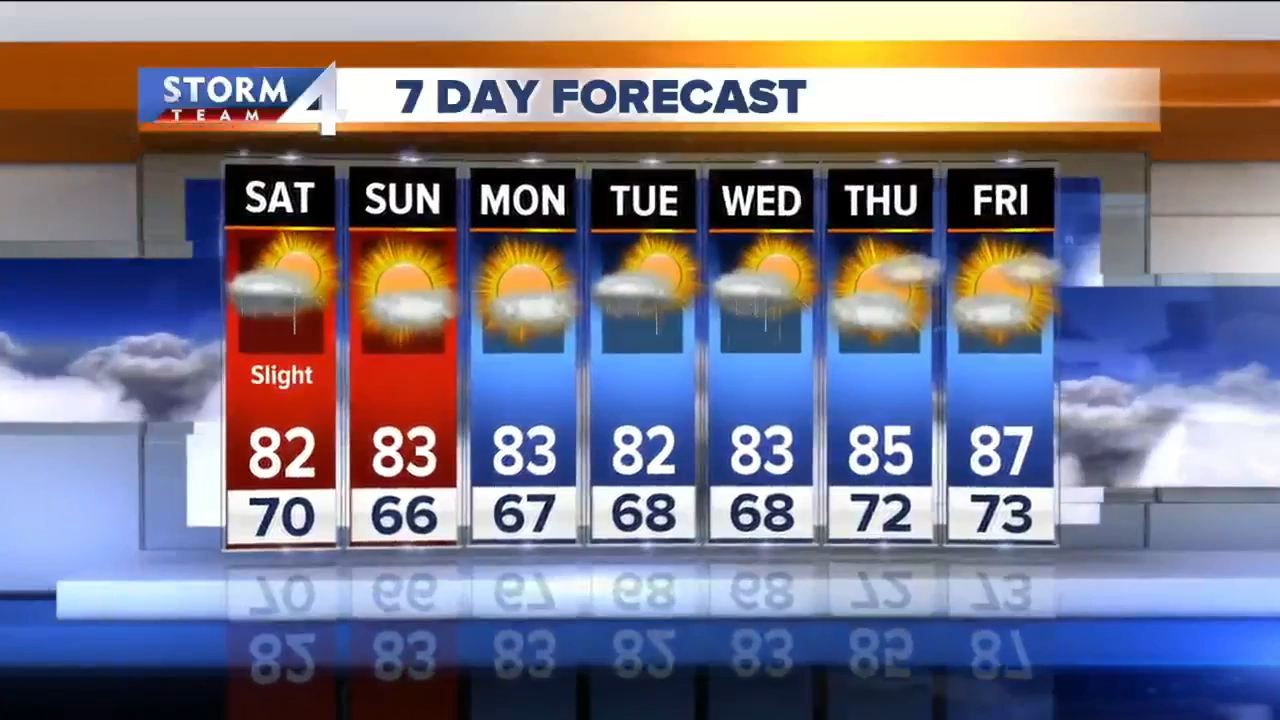 STORM
TEAM 4
7 DAY FORECAST
SAT SUN MON TUE WED THU FRI
Slight
82 83 83 82 83 85 87
70 66 67 68 68 72 73